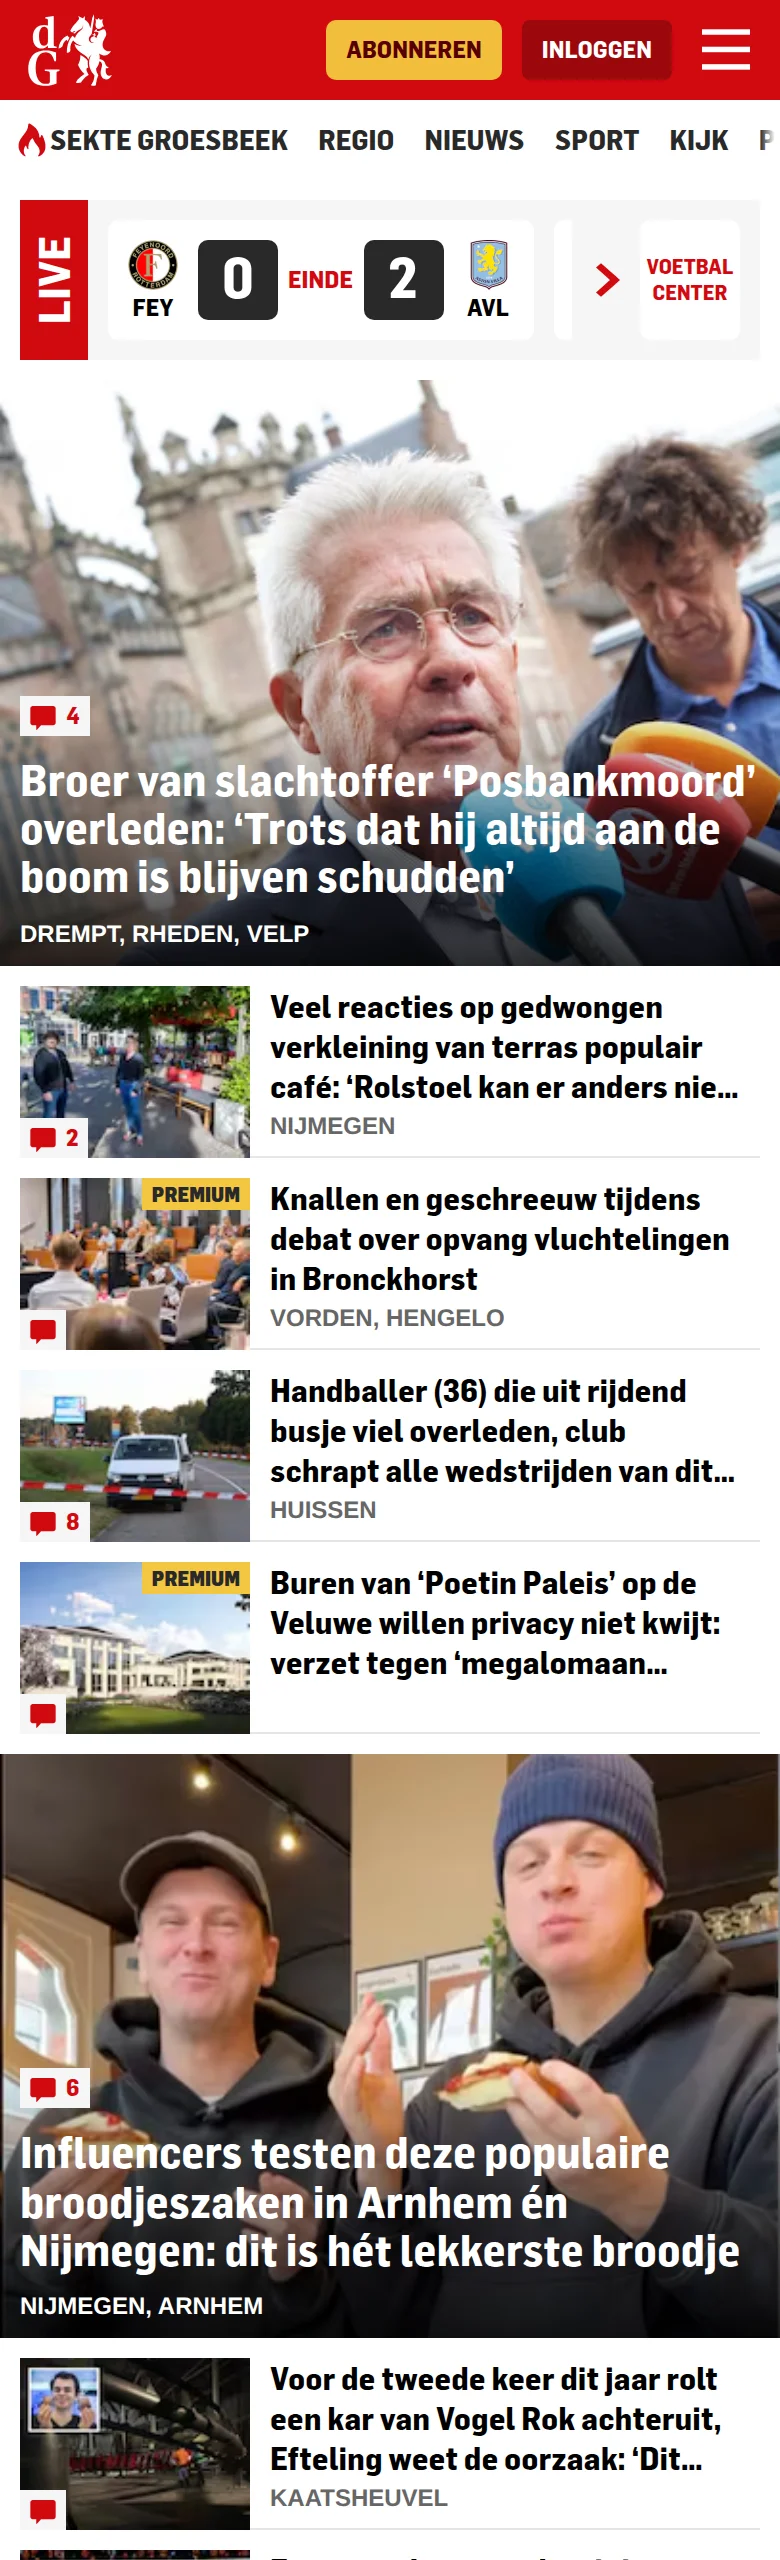 dG
ABONNEREN
INLOGGEN
SEKTE GROESBEEK REGIO NIEUWS SPORT KIJK
LIVE
FEY
0
EINDE
2
AVL
VOETBAL
CENTER
4
Broer van slachtoffer ‘Posbankmoord’
overleden: ‘Trots dat hij altijd aan de
boom is blijven schudden’
DREMPT, RHEDEN, VELP
2
Veel reacties op gedwongen
verkleining van terras populair
café: ‘Rolstoel kan er anders nie...
NIJMEGEN
PREMIUM
Knallen en geschreeuw tijdens
debat over opvang vluchtelingen
in Bronckhorst
VORDEN, HENGELO
8
Handballer (36) die uit rijdend
busje viel overleden, club
schrapt alle wedstrijden van dit...
HUISSEN
PREMIUM
Buren van ‘Poetin Paleis’ op de
Veluwe willen privacy niet kwijt:
verzet tegen ‘megalomaan...
6
Influencers testen deze populaire
broodjeszaken in Arnhem én
Nijmegen: dit is hét lekkerste broodje
NIJMEGEN, ARNHEM
Voor de tweede keer dit jaar rolt
een kar van Vogel Rok achteruit,
Efteling weet de oorzaak: ‘Dit...
KAATSHEUVEL